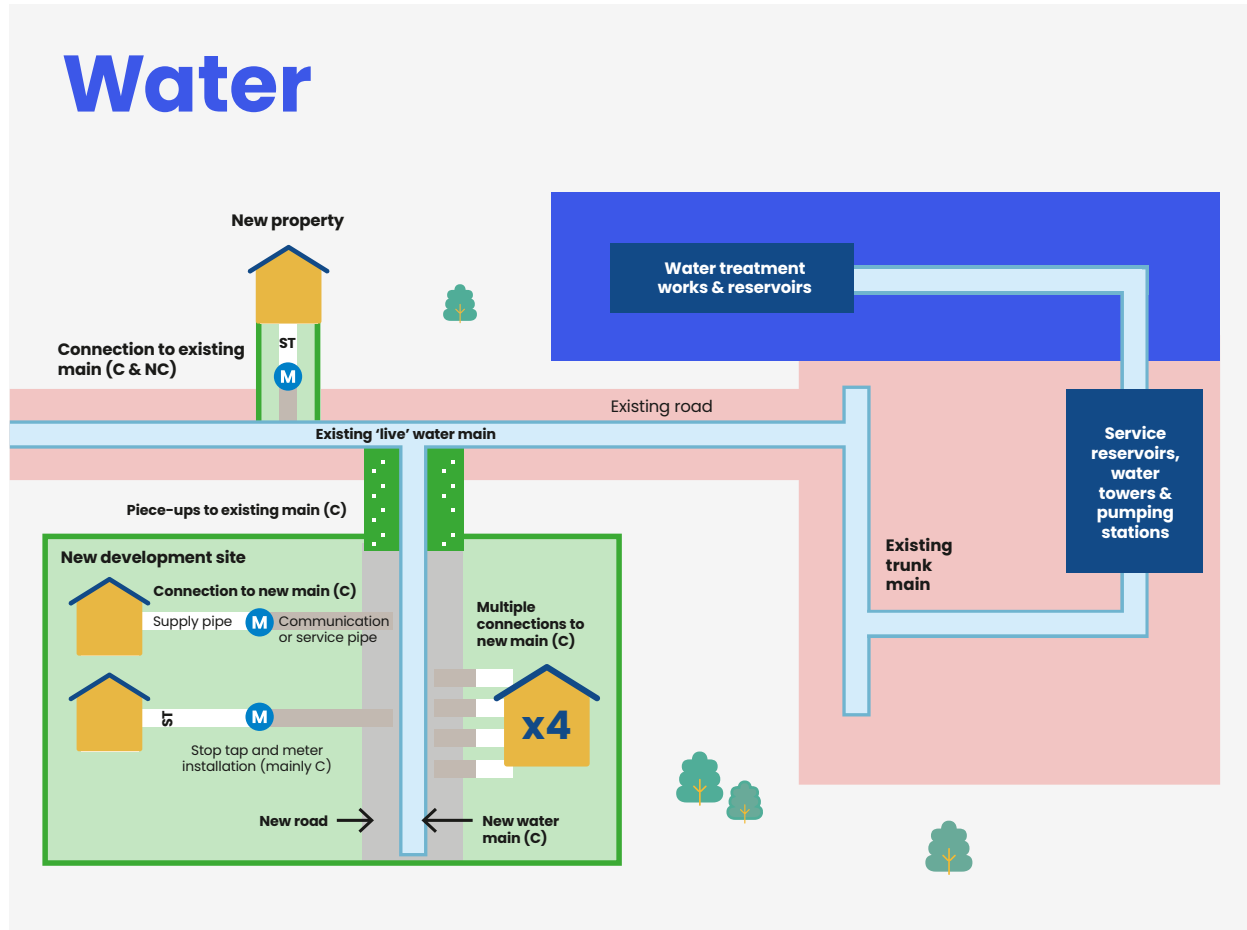 Water
New property
Water treatment
works & reservoirs
ST
Connection to existing
main (C & NC)
M
Existing road
Existing ‘live’ water main
Service
reservoirs,
water
towers &
pumping
stations
Piece-ups to existing main (C)
Existing
trunk
main
New development site
Connection to new main (C)
Supply pipe
M
Communication
or service pipe
Multiple
connections to
new main (C)
ST
M
x4
Stop tap and meter
installation (mainly C)
New road
New water
main (C)